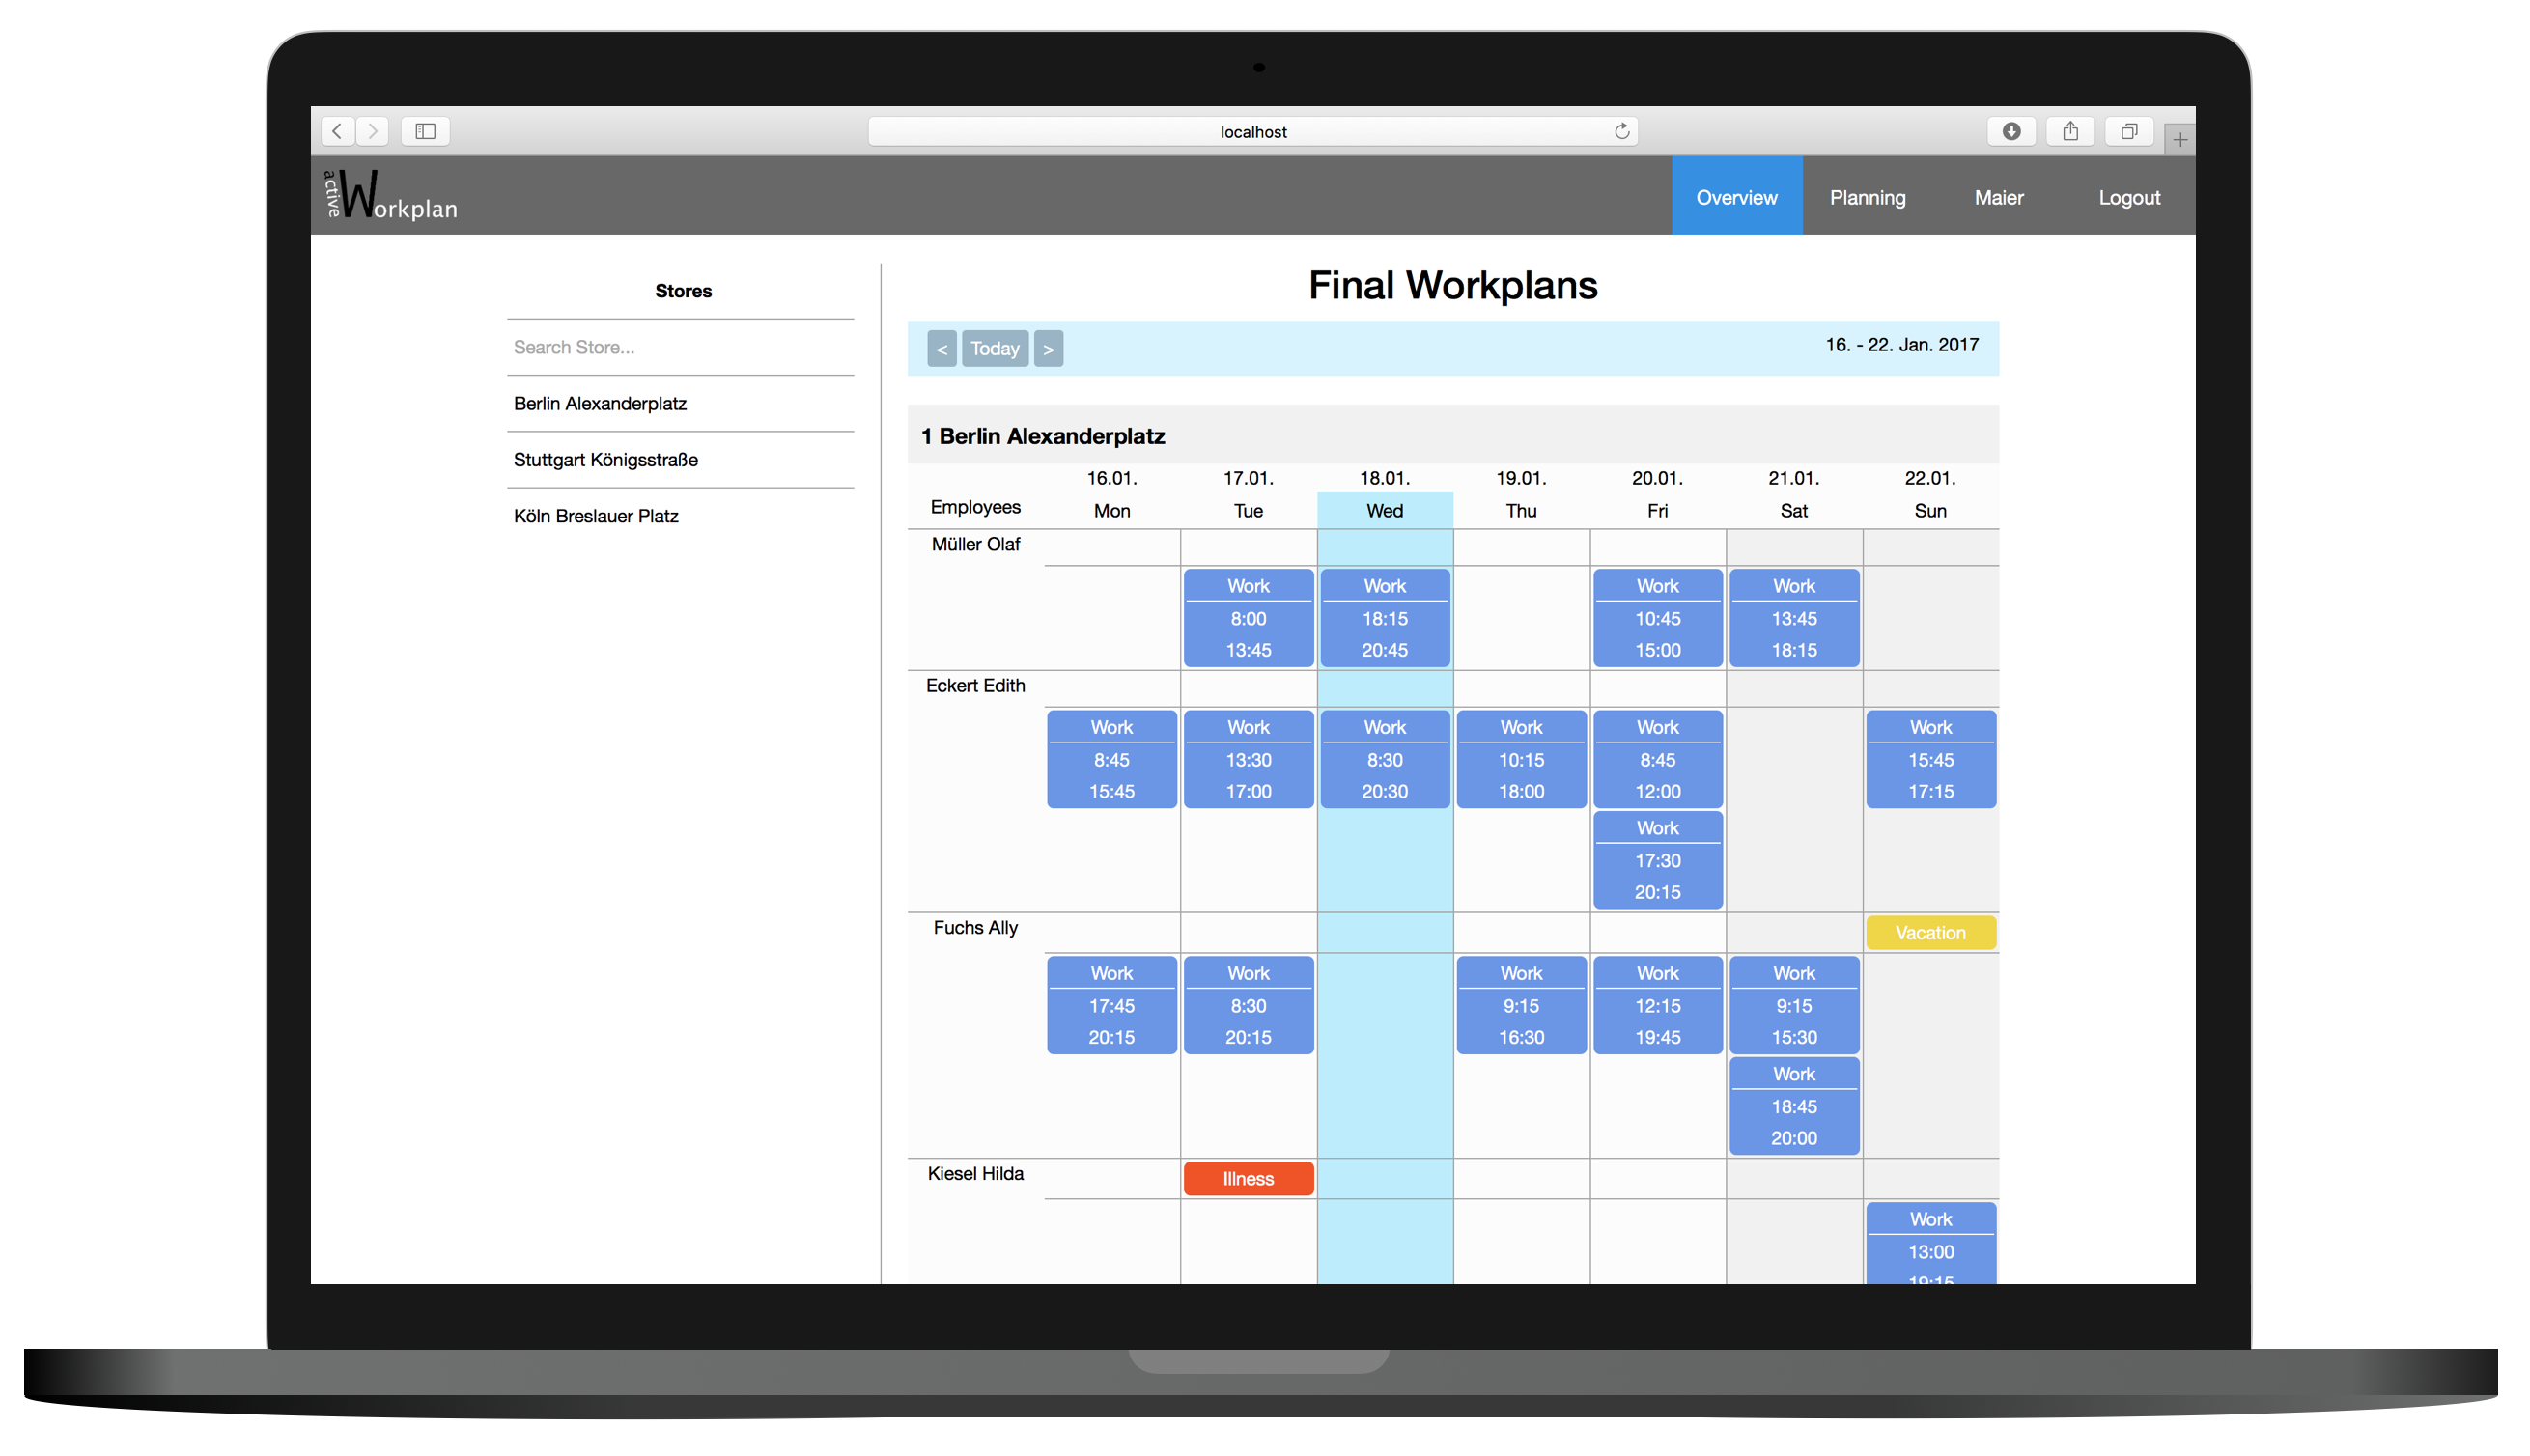 localhost
active Workplan
Overview Planning Maier Logout
Stores
Search Store...
Berlin Alexanderplatz
Stuttgart Königsstraße
Köln Breslauer Platz
Final Workplans
< Today > 16. - 22. Jan. 2017
1 Berlin Alexanderplatz
16.01. 17.01. 18.01. 19.01. 20.01. 21.01. 22.01.
Employees Mon Tue Wed Thu Fri Sat Sun
Müller Olaf
Work Work Work Work
8:00 18:15 10:45 13:45
13:45 20:45 15:00 18:15
Eckert Edith
Work Work Work Work Work Work
8:45 13:30 8:30 10:15 8:45 15:45
15:45 17:00 20:30 18:00 12:00 17:15
Work
17:30
20:15
Fuchs Ally Vacation
Work Work Work Work Work
17:45 8:30 9:15 12:15 9:15
20:15 20:15 16:30 19:45 15:30
Work
18:45
20:00
Kiesel Hilda Illness
Work
13:00
19:15